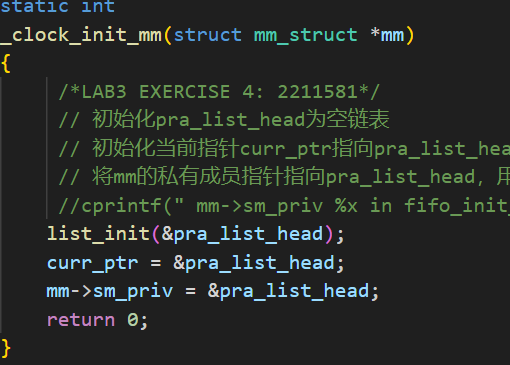 static int
_clock_init_mm(struct mm_struct *mm)
{
/*LAB3 EXERCISE 4: 2211581*/
// 初始化pra_list_head为空链表
// 初始化当前指针curr_ptr指向pra_list_hea
// 将mm的私有成员指针指向pra_list_head，用
//cprintf(" mm->sm_priv %x in fifo_init_
list_init(&pra_list_head);
curr_ptr = &pra_list_head;
mm->sm_priv = &pra_list_head;
return 0;
}